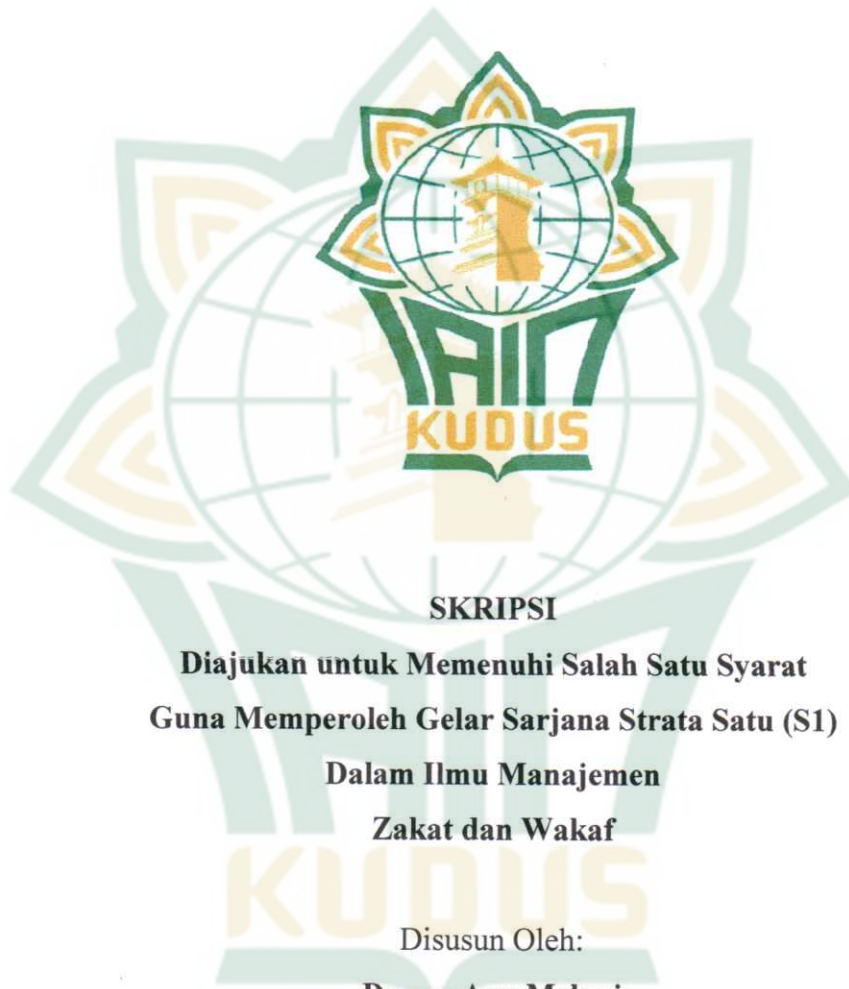 IAIN
KUDUS
SKRIPSI
Diajukan untuk Memenuhi Salah Satu Syarat
Guna Memperoleh Gelar Sarjana Strata Satu (S1)
Dalam Ilmu Manajemen
Zakat dan Wakaf
KUDUS
Disusun Oleh: